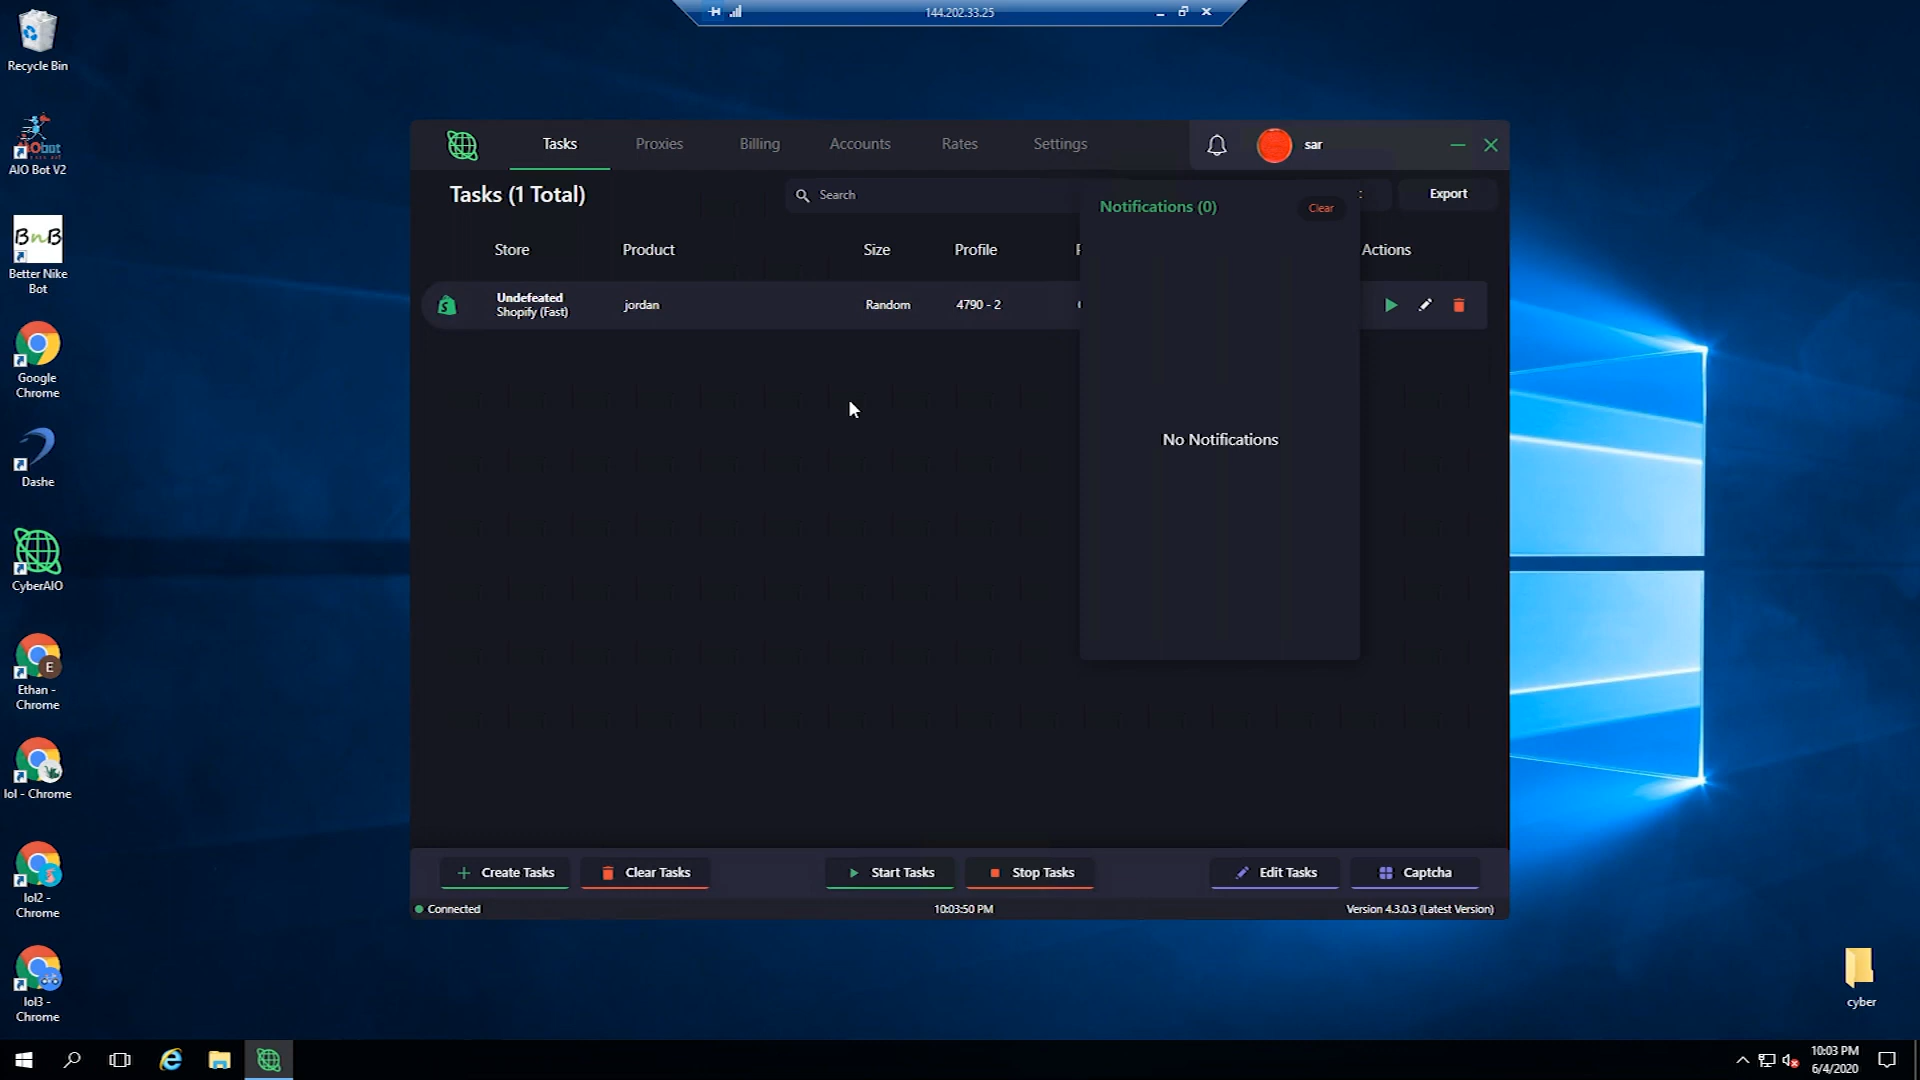 144.202.33.25
Recycle Bin
AIO Bot V2
BnB
Better Nike
Bot
Google
Chrome
Dashe
CyberAIO
E
Ethan -
Chrome
lol - Chrome
lol2 -
Chrome
lol3 -
Chrome
Tasks
Proxies
Billing
Accounts
Rates
Settings
sar
Tasks (1 Total)
Search
Export
Notifications (0)
Clear
Store
Product
Size
Profile
Actions
Undefeated
Shopify (Fast)
jordan
Random
4790 - 2
No Notifications
Create Tasks
Clear Tasks
Start Tasks
Stop Tasks
Edit Tasks
Captcha
Connected
10:03:50 PM
Version 4.3.0.3 (Latest Version)
cyber
10:03 PM
6/4/2020